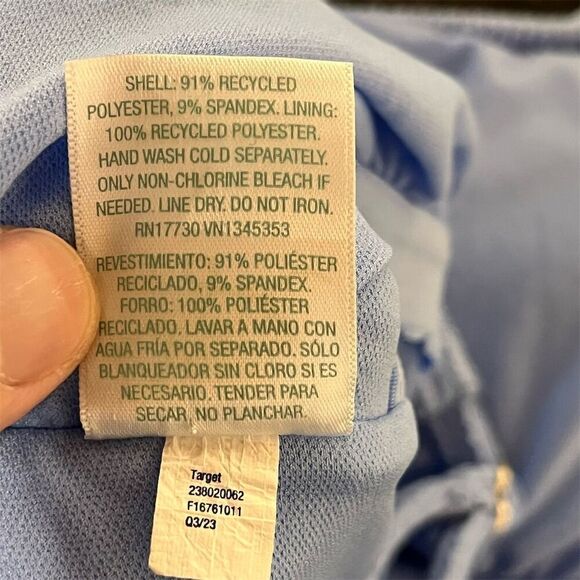 SHELL: 91% RECYCLED
POLYESTER, 9% SPANDEX. LINING:
100% RECYCLED POLYESTER.
HAND WASH COLD SEPARATELY.
ONLY NON-CHLORINE BLEACH IF
NEEDED. LINE DRY. DO NOT IRON.
RN17730 VN1345353
REVESTIMIENTO: 91% POLIÉSTER
RECICLADO, 9% SPANDEX.
FORRO: 100% POLIÉSTER
RECICLADO. LAVAR A MANO CON
AGUA FRÍA POR SEPARADO. SÓLO
BLANQUEADOR SIN CLORO SI ES
NECESARIO. TENDER PARA
SECAR, NO PLANCHAR.
Target
238020062
F16761011
Q3/23